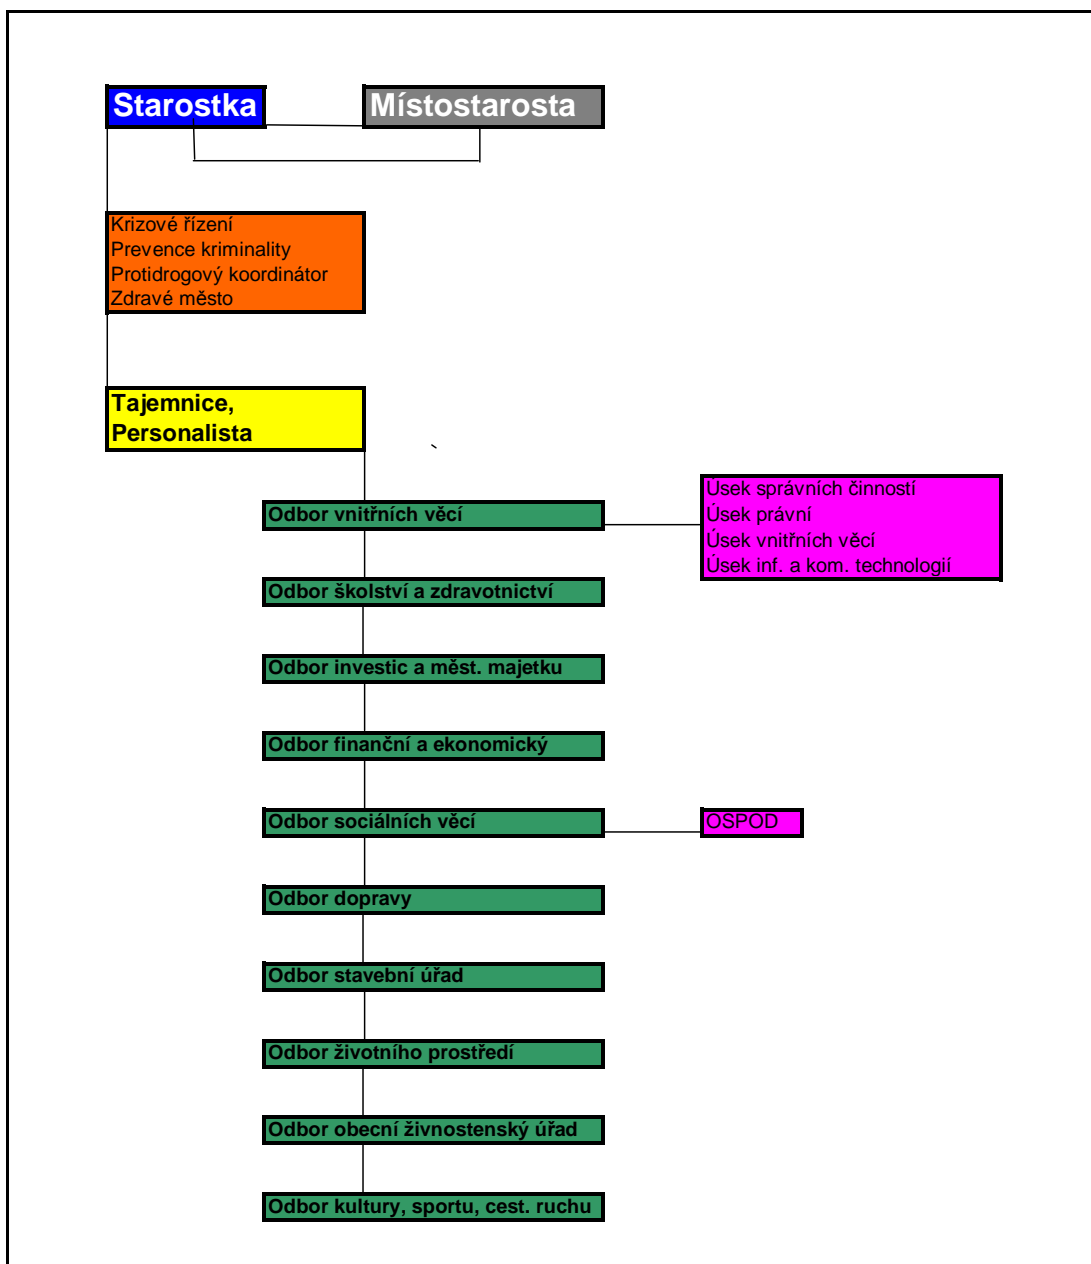 Starostka
Místostarosta
Krizové řízení
Prevence kriminality
Protidrogový koordinátor
Zdravé město
Tajemnice,
Personalista
Úsek správních činností
Úsek právní
Úsek vnitřních věcí
Úsek inf. a kom. technologií
Odbor vnitřních věcí
Odbor školství a zdravotnictví
Odbor investic a měst. majetku
Odbor finanční a ekonomický
Odbor sociálních věcí
OSPOD
Odbor dopravy
Odbor stavební úřad
Odbor životního prostředí
Odbor obecní živnostenský úřad
Odbor kultury, sportu, cest. ruchu